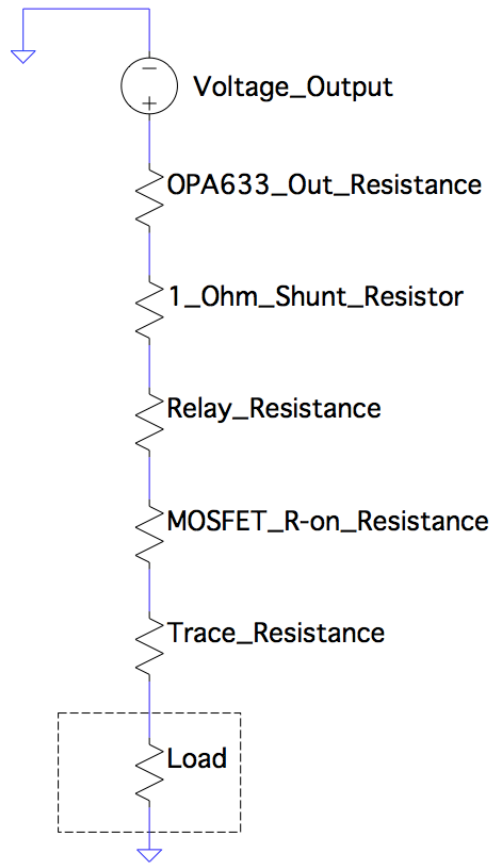 Voltage_Output
OPA633_Out_Resistance
1_Ohm_Shunt_Resistor
Relay_Resistance
MOSFET_R-on_Resistance
Trace_Resistance
Load